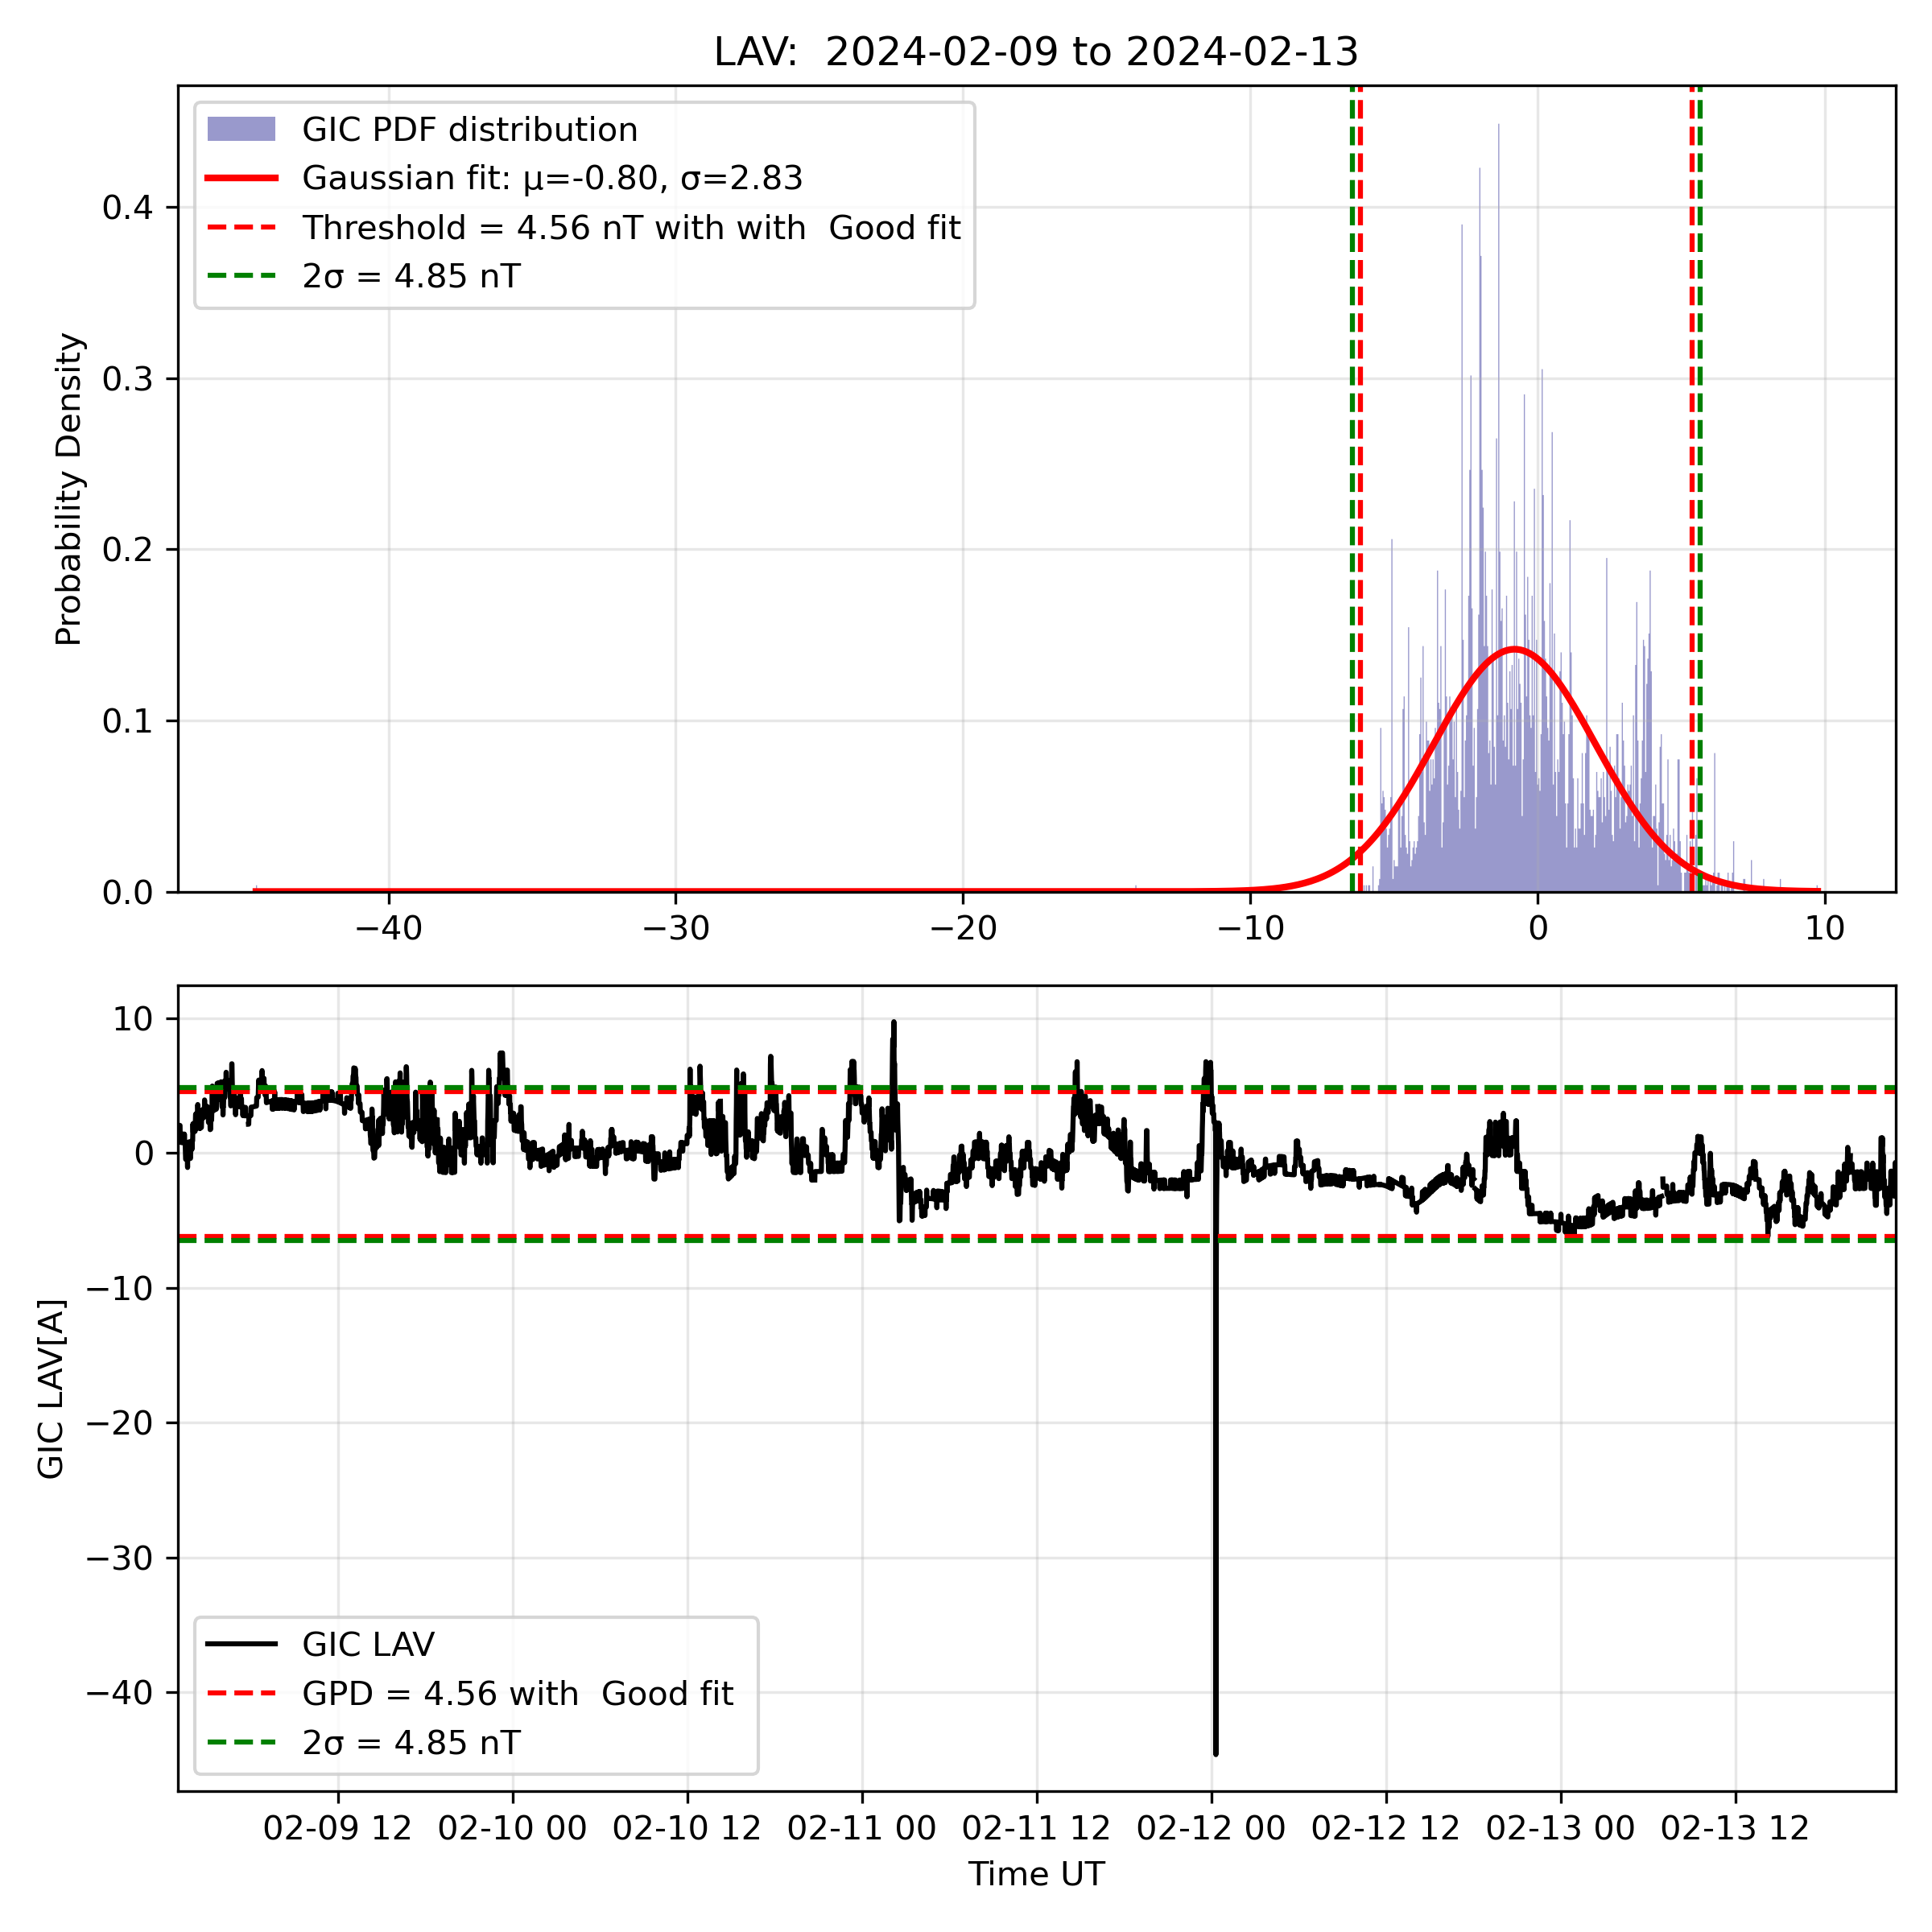 LAV:  2024-02-09 to 2024-02-13
GIC PDF distribution
Gaussian fit: μ=-0.80, σ=2.83
Threshold = 4.56 nT with with  Good fit
2σ = 4.85 nT
Probability Density
0.4
0.3
0.2
0.1
0.0
−40 −30 −20 −10 0 10
GIC LAV[A]
10
0
−10
−20
−30
−40
GIC LAV
GPD = 4.56 with  Good fit
2σ = 4.85 nT
02-09 12 02-10 00 02-10 12 02-11 00 02-11 12 02-12 00 02-12 12 02-13 00 02-13 12
Time UT